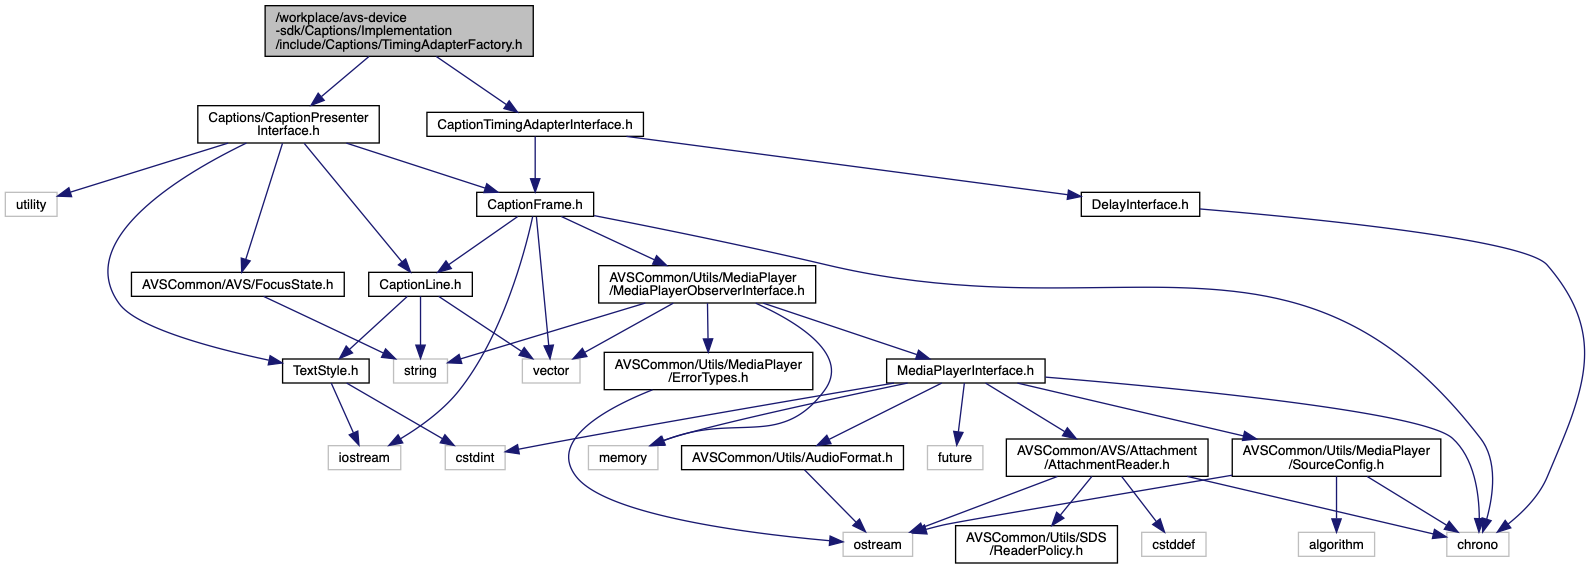 /workplace/avs-device
-sdk/Captions/Implementation
/include/Captions/TimingAdapterFactory.h
Captions/CaptionPresenter
Interface.h
CaptionTimingAdapterInterface.h
utility
CaptionFrame.h
DelayInterface.h
AVSCommon/AVS/FocusState.h
CaptionLine.h
AVSCommon/Utils/MediaPlayer
/MediaPlayerObserverInterface.h
TextStyle.h
string
vector
AVSCommon/Utils/MediaPlayer
/ErrorTypes.h
MediaPlayerInterface.h
iostream
cstdint
memory
AVSCommon/Utils/AudioFormat.h
future
AVSCommon/AVS/Attachment
/AttachmentReader.h
AVSCommon/Utils/MediaPlayer
/SourceConfig.h
ostream
AVSCommon/Utils/SDS
/ReaderPolicy.h
cstddef
algorithm
chrono